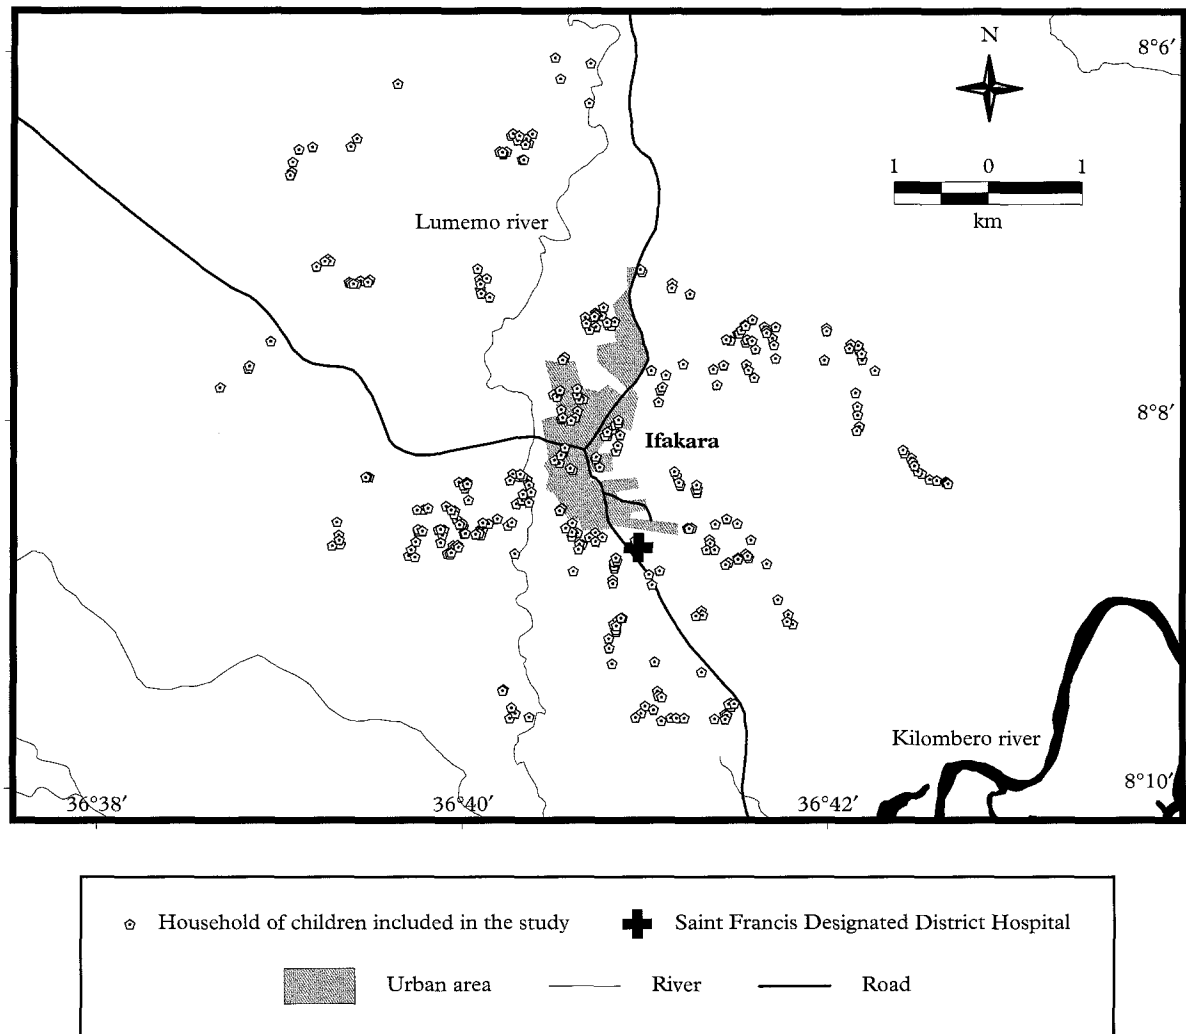 N
8°6′
1 0 1
km
Lumemo river
8°8′
Ifakara
Kilombero river
8°10′
36°38′ 36°40′ 36°42′
Household of children included in the study Saint Francis Designated District Hospital
Urban area River Road